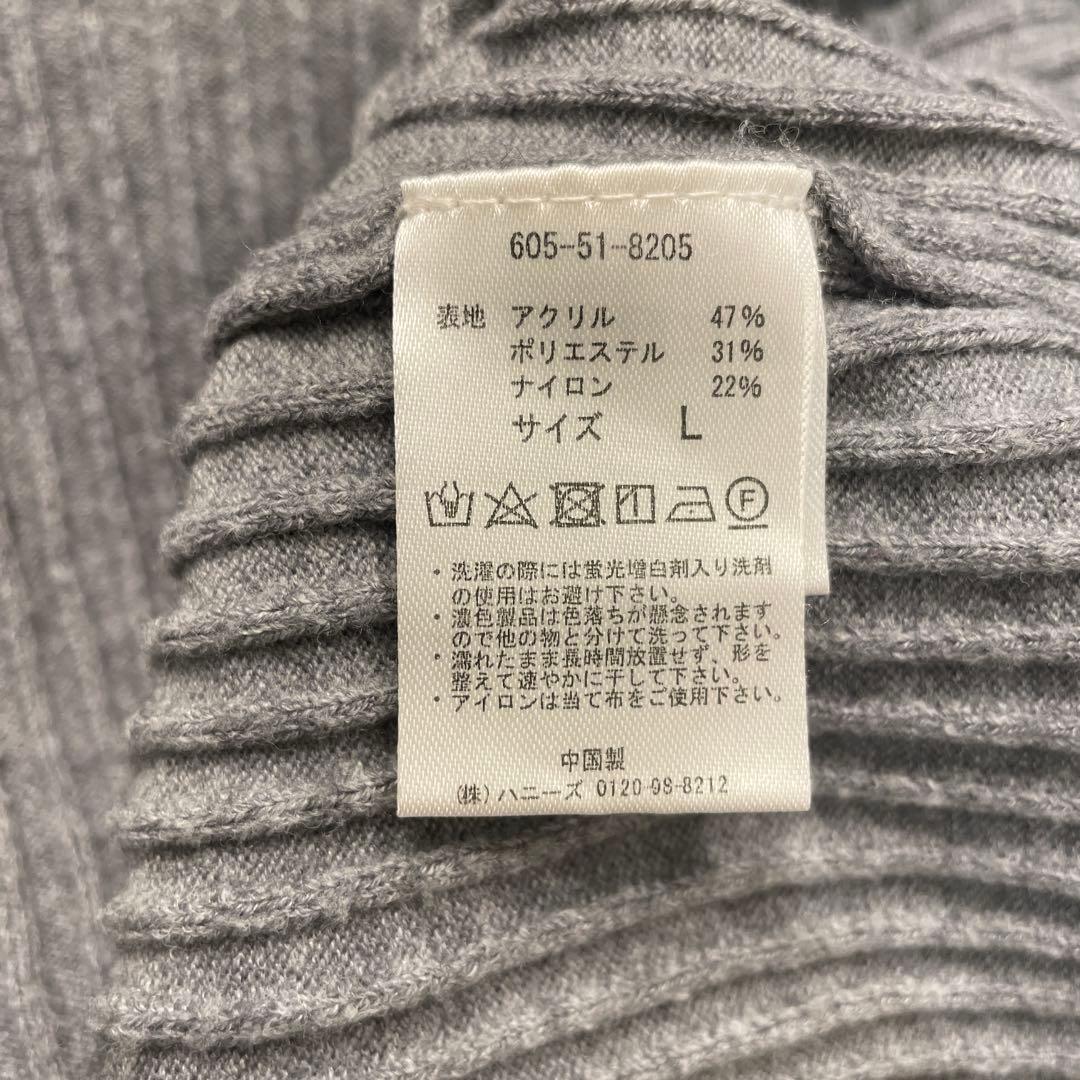 605-51-8205
表地 アクリル 47%
ポリエステル 31%
ナイロン 22%
サイズ L
F
・洗濯の際には蛍光増白剤入り洗剤
の使用はお避け下さい。
・濃色製品は色落ちが懸念されます
ので他の物と分けて洗って下さい。
・濡れたまま長時間放置せず、形を
整えて速やかに干して下さい。
・アイロンは当て布をご使用下さい。
中国製
(株)ハニーズ 0120-98-8212